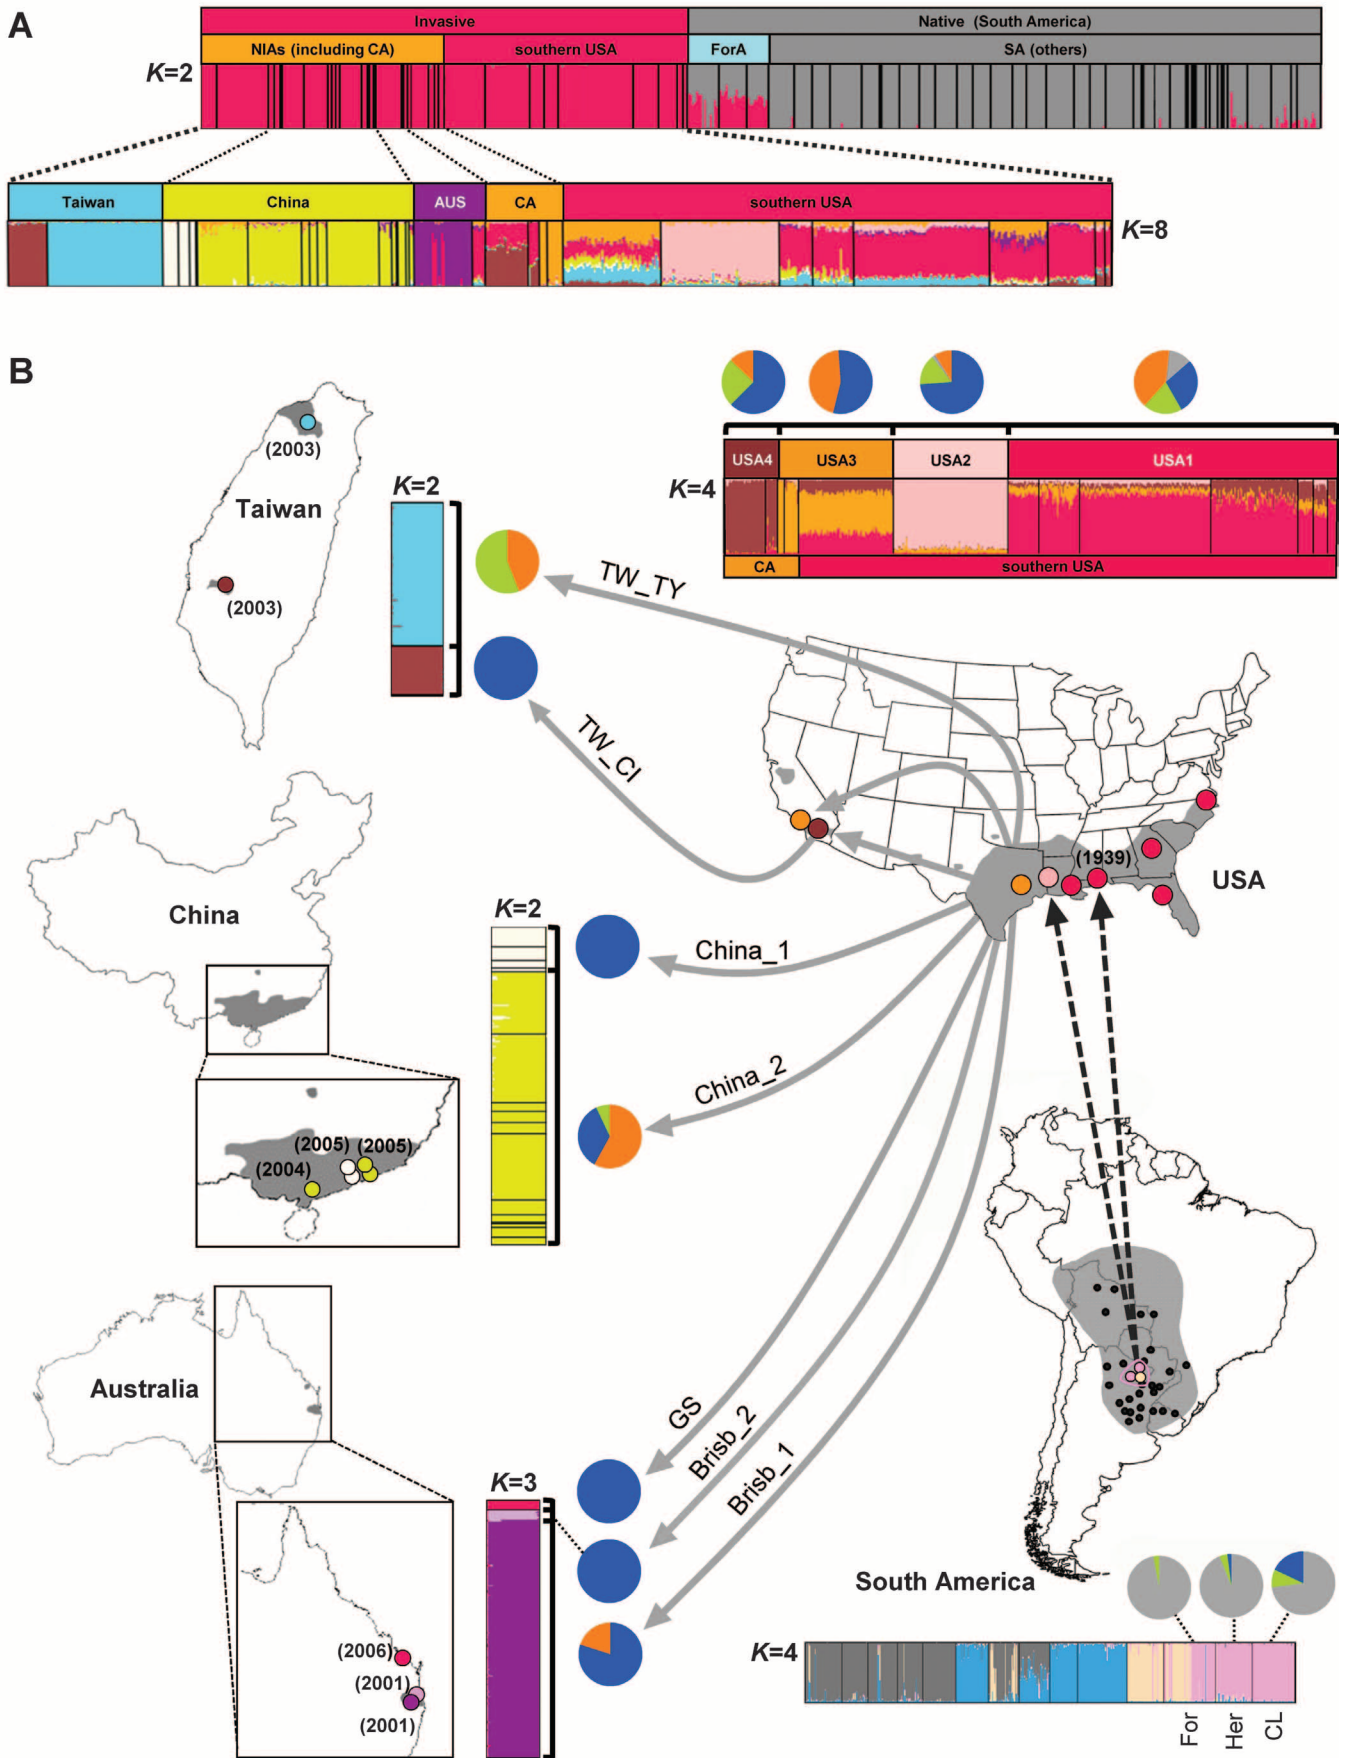 A
Invasive
Native (South America)
NIAs (including CA)
southern USA
ForA
SA (others)
K=2
Taiwan
China
AUS
CA
southern USA
K=8
B
(2003)
Taiwan
(2003)
K=2
TW_TY
TW_CI
USA4
USA3
USA2
USA1
K=4
CA
southern USA
(1939)
USA
China
(2005)
(2005)
(2004)
K=2
China_1
China_2
Australia
(2006)
(2001)
(2001)
K=3
GS
Brisb_2
Brisb_1
South America
K=4
For
Her
CL